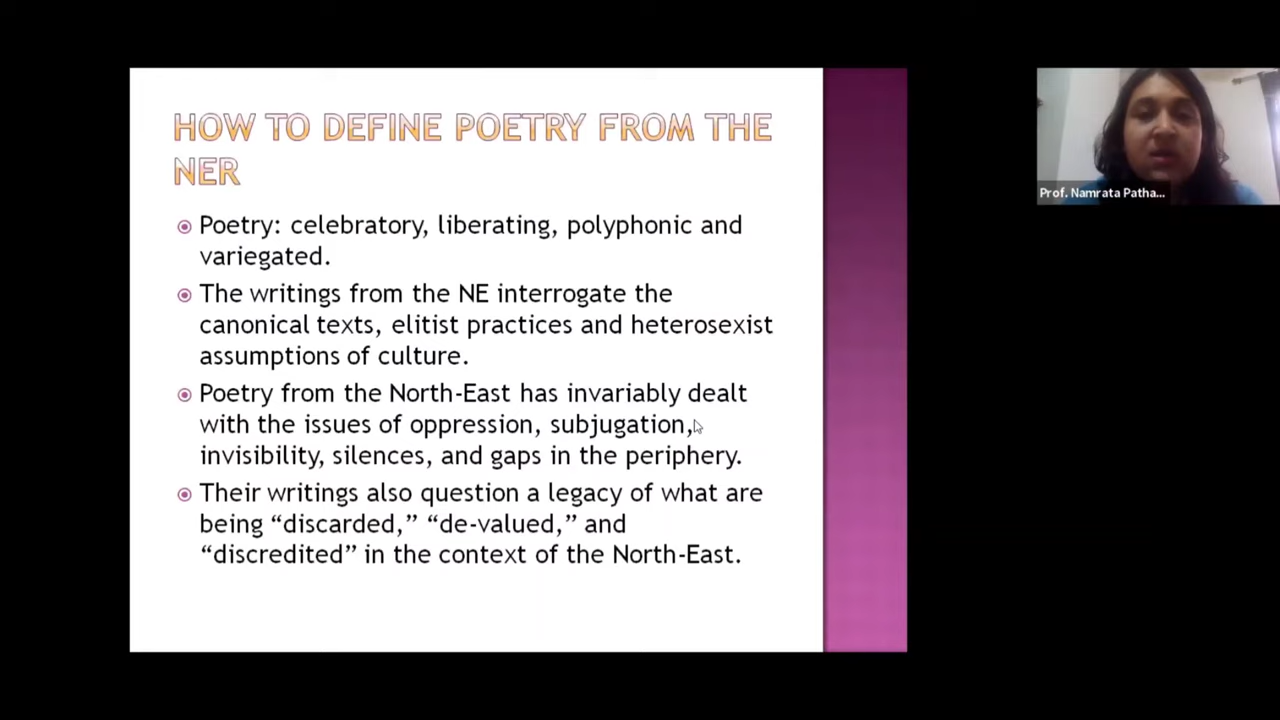 HOW TO DEFINE POETRY FROM THE
NER
Poetry: celebratory, liberating, polyphonic and
variegated.
The writings from the NE interrogate the
canonical texts, elitist practices and heterosexist
assumptions of culture.
Poetry from the North-East has invariably dealt
with the issues of oppression, subjugation,
invisibility, silences, and gaps in the periphery.
Their writings also question a legacy of what are
being “discarded,” “de-valued,” and
“discredited” in the context of the North-East.
Prof. Namrata Patha...